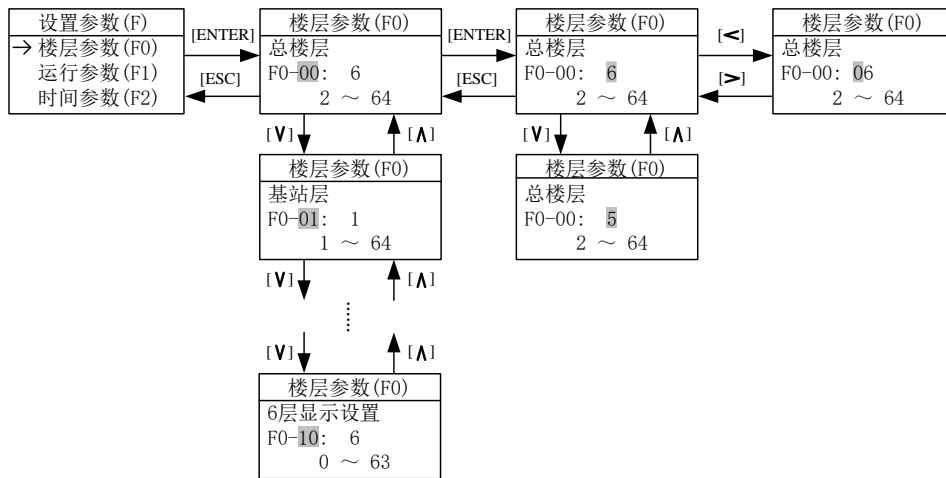 设置参数(F)
→ 楼层参数(F0)
运行参数(F1)
时间参数(F2)
[ENTER]
[ESC]
楼层参数(F0)
总楼层
F0-00: 6
2 ～ 64
[ENTER]
[ESC]
楼层参数(F0)
总楼层
F0-00: 6
2 ～ 64
[<]
[>]
楼层参数(F0)
总楼层
F0-00: 06
2 ～ 64
[∨]
[∧]
[∨]
[∧]
楼层参数(F0)
基站层
F0-01: 1
1 ～ 64
楼层参数(F0)
总楼层
F0-00: 5
2 ～ 64
[∨]
[∧]
……
[∨]
[∧]
楼层参数(F0)
6层显示设置
F0-10: 6
0 ～ 63